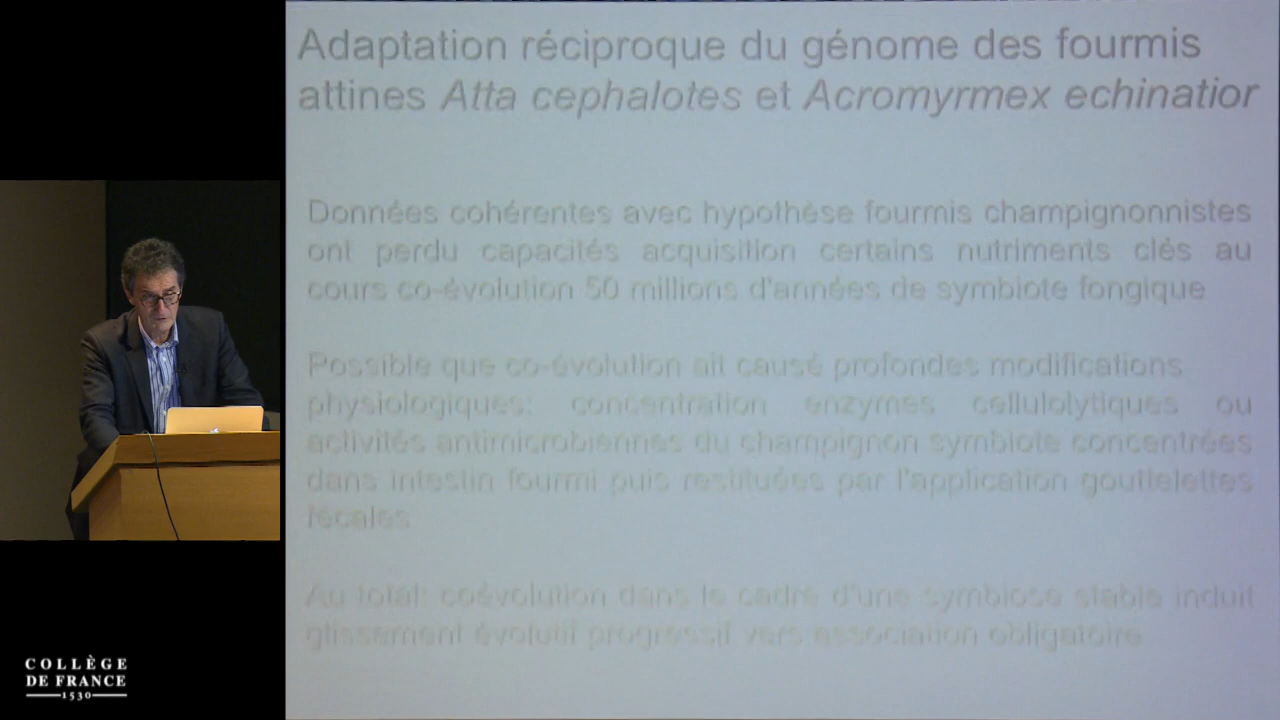 Adaptation réciproque du génome des fourmis
attines Atta cephalotes et Acromyrmex echinatior
Données cohérentes avec hypothèse fourmis champignonnistes
ont perdu capacités acquisition certains nutriments clés au
cours co-évolution 50 millions d'années de symbiote fongique
Possible que co-évolution ait causé profondes modifications
physiologiques: concentration enzymes cellulolytiques ou
activités antimicrobiennes du champignon symbiote concentrées
dans intestin fourmi puis restituées par l'application gouttelettes
fécales
Au total: coévolution dans le cadre d'une symbiose stable induit
glissement évolutif progressif vers association obligatoire
COLLÈGE
DE FRANCE
1530